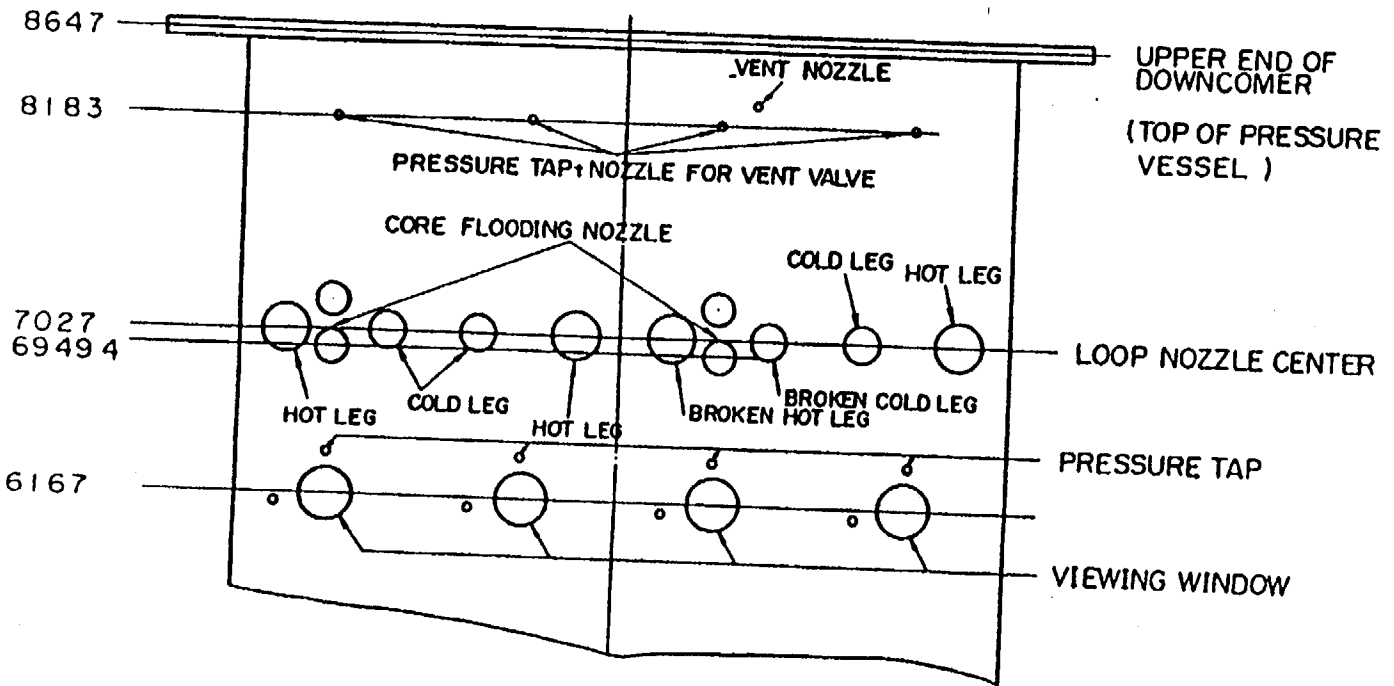 8647
UPPER END OF
DOWNCOMER
VENT NOZZLE
8183
(TOP OF PRESSURE
VESSEL )
PRESSURE TAP+NOZZLE FOR VENT VALVE
CORE FLOODING NOZZLE
COLD LEG
HOT LEG
7027
69494
LOOP NOZZLE CENTER
HOT LEG
COLD LEG
HOT LEG
BROKEN HOT LEG
BROKEN COLD LEG
PRESSURE TAP
6167
VIEWING WINDOW